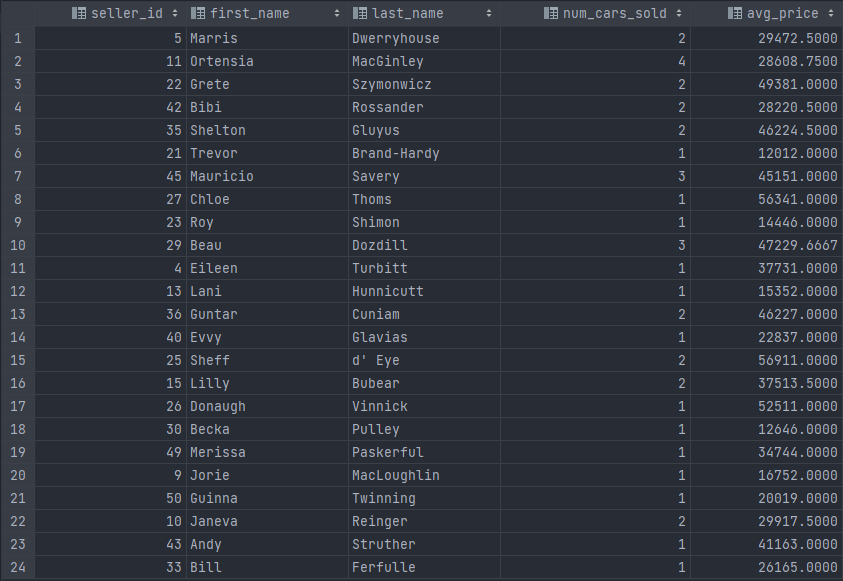 seller_id first_name last_name num_cars_sold avg_price
1 5 Marris Dwerryhouse 2 29472.5000
2 11 Ortensia MacGinley 4 28608.7500
3 22 Grete Szymonwicz 2 49381.0000
4 42 Bibi Rossander 2 28220.5000
5 35 Shelton Gluyus 2 46224.5000
6 21 Trevor Brand-Hardy 1 12012.0000
7 45 Mauricio Savery 3 45151.0000
8 27 Chloe Thoms 1 56341.0000
9 23 Roy Shimon 1 14446.0000
10 29 Beau Dozdill 3 47229.6667
11 4 Eileen Turbitt 1 37731.0000
12 13 Lani Hunnicutt 1 15352.0000
13 36 Guntar Cuniam 2 46227.0000
14 40 Evvy Glavias 1 22837.0000
15 25 Sheff d' Eye 2 56911.0000
16 15 Lilly Bubear 2 37513.5000
17 26 Donaugh Vinnick 1 52511.0000
18 30 Becka Pulley 1 12646.0000
19 49 Merissa Paskerful 1 34744.0000
20 9 Jorie MacLoughlin 1 16752.0000
21 50 Guinna Twinning 1 20019.0000
22 10 Janeva Reinger 2 29917.5000
23 43 Andy Struther 1 41163.0000
24 33 Bill Ferfulle 1 26165.0000